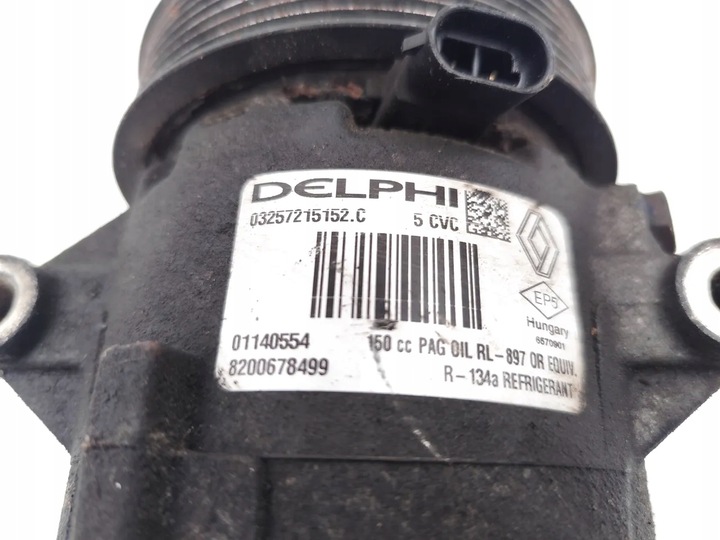 DELPHI
03257215152.C 5 CVC
EP5
Hungary
6570901
01140554 150 cc PAG OIL RL-897 OR EQUIV.
8200678499 R-134a REFRIGERANT